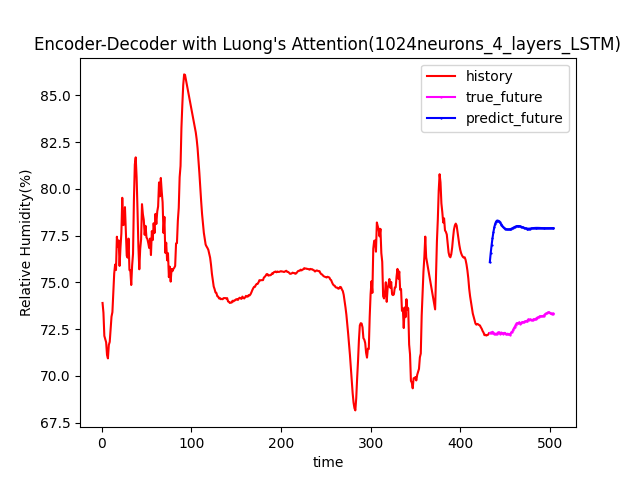 Encoder-Decoder with Luong's Attention(1024neurons_4_layers_LSTM)
history
true_future
predict_future
85.0
82.5
80.0
77.5
75.0
72.5
70.0
67.5
Relative Humidity(%)
0 100 200 300 400 500
time